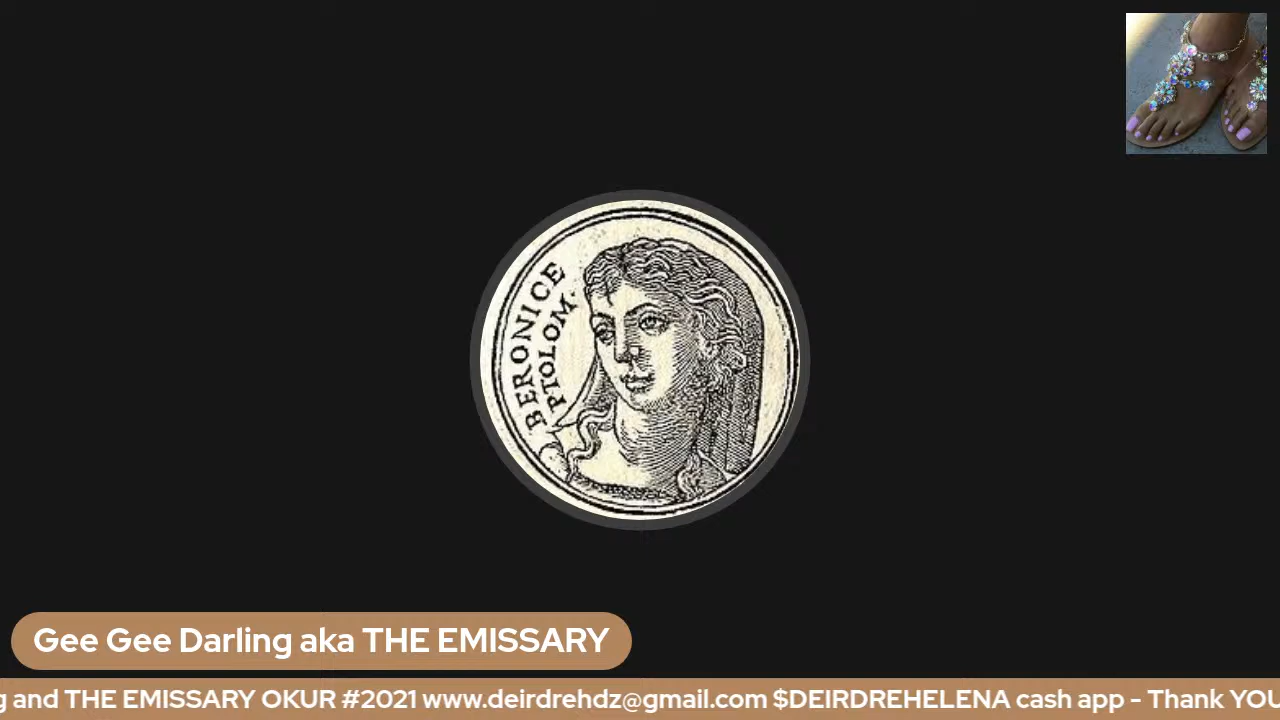 BERONICE
PTOLOM.
Gee Gee Darling aka THE EMISSARY
g and THE EMISSARY OKUR #2021 www.deirdrehdz@gmail.com $DEIRDREHELENA cash app - Thank YOU